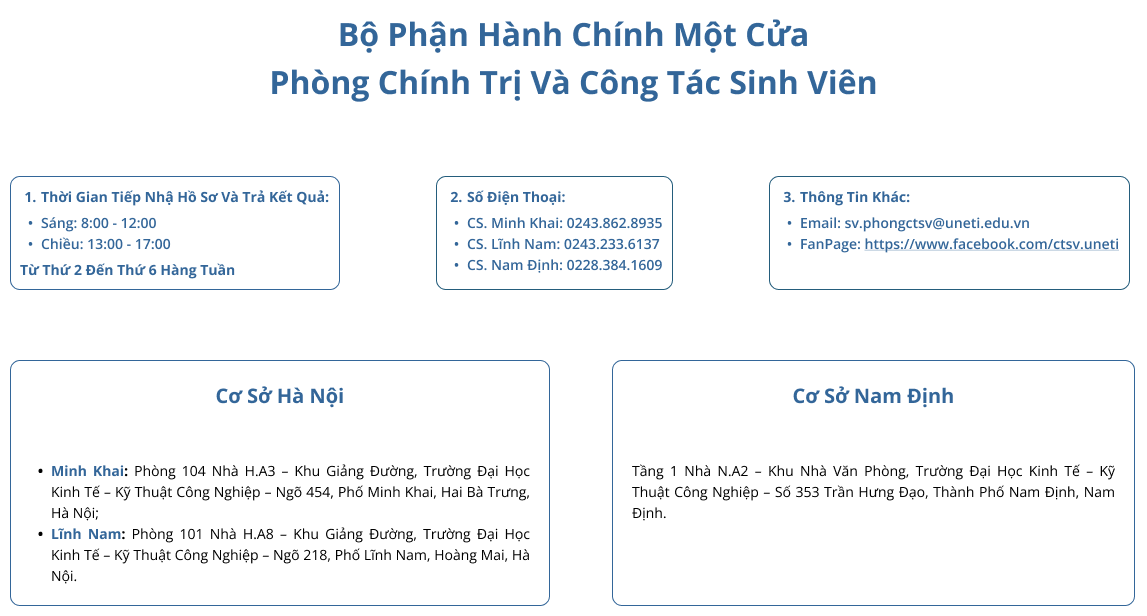 Bộ Phận Hành Chính Một Cửa
Phòng Chính Trị Và Công Tác Sinh Viên
1. Thời Gian Tiếp Nhậ Hồ Sơ Và Trả Kết Quả:
• Sáng: 8:00 - 12:00
• Chiều: 13:00 - 17:00
Từ Thứ 2 Đến Thứ 6 Hàng Tuần
2. Số Điện Thoại:
• CS. Minh Khai: 0243.862.8935
• CS. Lĩnh Nam: 0243.233.6137
• CS. Nam Định: 0228.384.1609
3. Thông Tin Khác:
• Email: sv.phongctsv@uneti.edu.vn
• FanPage: https://www.facebook.com/ctsv.uneti
Cơ Sở Hà Nội
• Minh Khai: Phòng 104 Nhà H.A3 – Khu Giảng Đường, Trường Đại Học
Kinh Tế – Kỹ Thuật Công Nghiệp – Ngõ 454, Phố Minh Khai, Hai Bà Trưng,
Hà Nội;
• Lĩnh Nam: Phòng 101 Nhà H.A8 – Khu Giảng Đường, Trường Đại Học
Kinh Tế – Kỹ Thuật Công Nghiệp – Ngõ 218, Phố Lĩnh Nam, Hoàng Mai, Hà
Nội.
Cơ Sở Nam Định
Tầng 1 Nhà N.A2 – Khu Nhà Văn Phòng, Trường Đại Học Kinh Tế – Kỹ
Thuật Công Nghiệp – Số 353 Trần Hưng Đạo, Thành Phố Nam Định, Nam
Định.